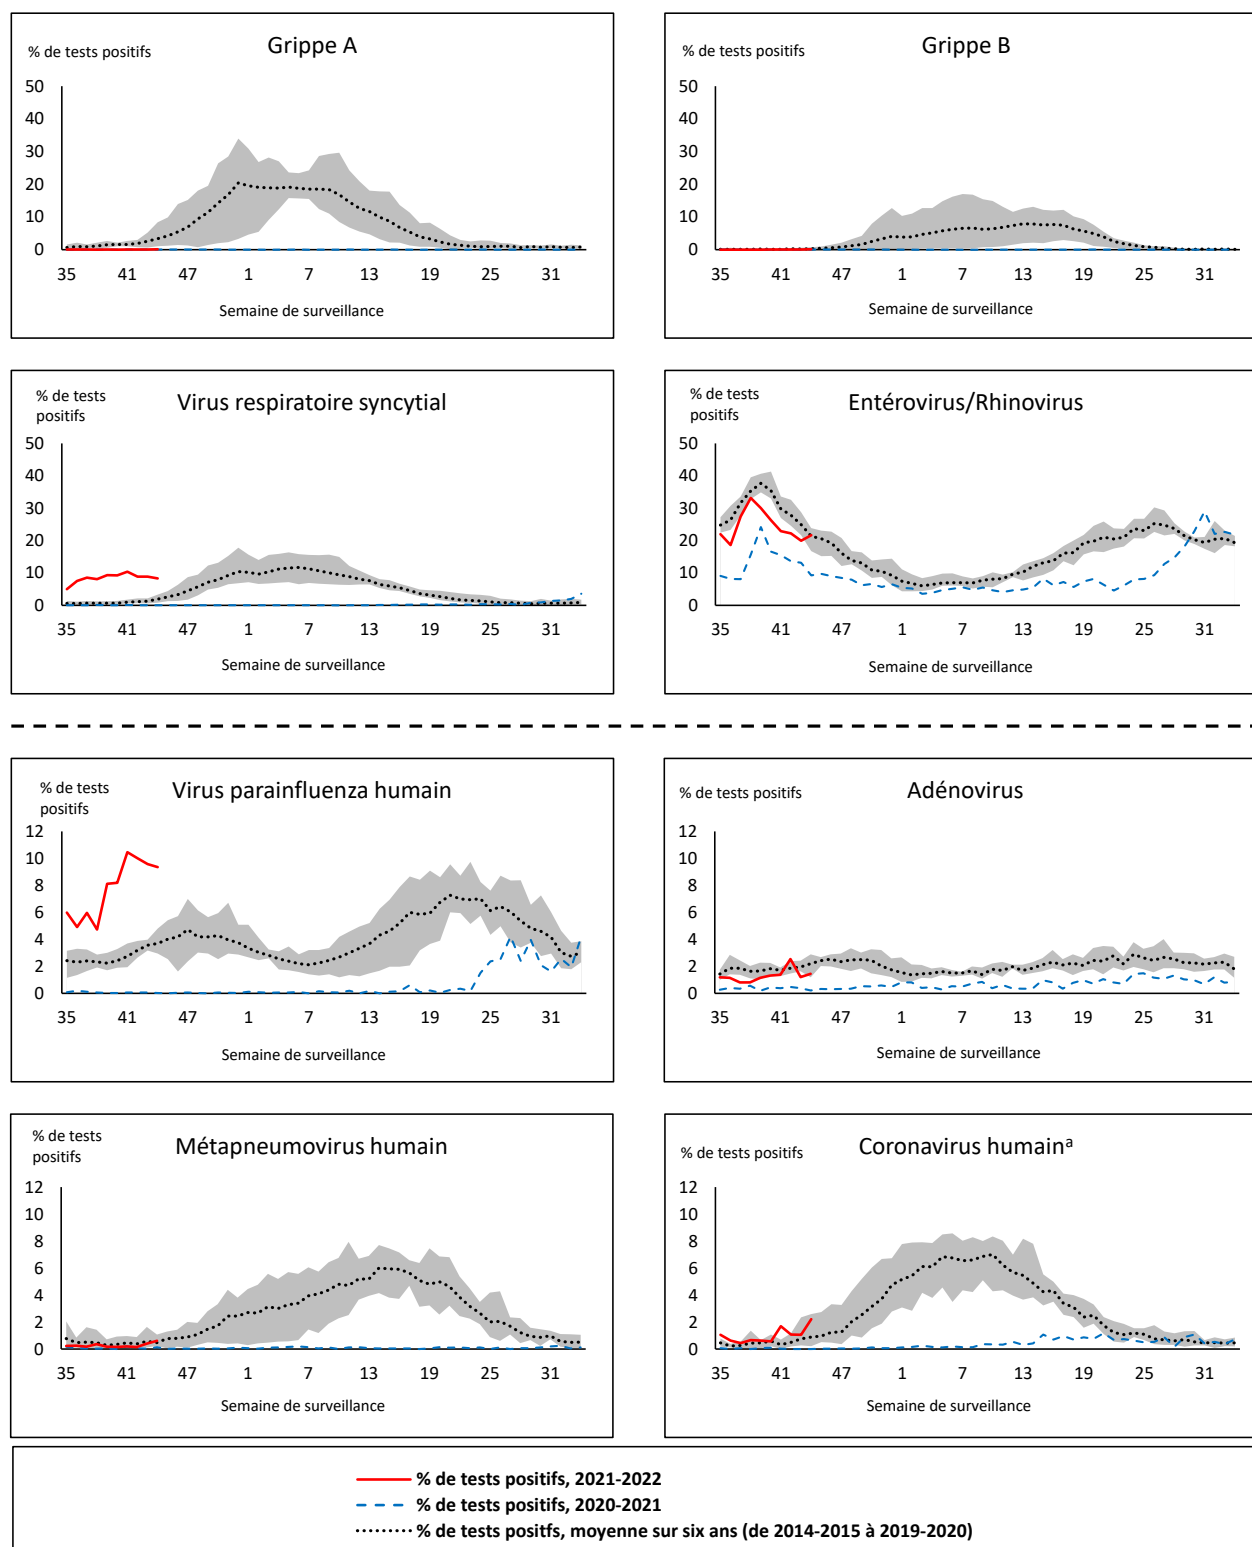 % de tests positifs
Grippe A
50
40
30
20
10
0
35 41 47 1 7 13 19 25 31
Semaine de surveillance
% de tests positifs
Grippe B
50
40
30
20
10
0
35 41 47 1 7 13 19 25 31
Semaine de surveillance
% de tests
positifs
Virus respiratoire syncytial
50
40
30
20
10
0
35 41 47 1 7 13 19 25 31
Semaine de surveillance
% de tests
positifs
Entérovirus/Rhinovirus
50
40
30
20
10
0
35 41 47 1 7 13 19 25 31
Semaine de surveillance
% de tests
positifs
Virus parainfluenza humain
12
10
8
6
4
2
0
35 41 47 1 7 13 19 25 31
Semaine de surveillance
% de tests positifs
Adénovirus
12
10
8
6
4
2
0
35 41 47 1 7 13 19 25 31
Semaine de surveillance
% de tests
positifs
Métapneumovirus humain
12
10
8
6
4
2
0
35 41 47 1 7 13 19 25 31
Semaine de surveillance
% de tests positifs
Coronavirus humainᵃ
12
10
8
6
4
2
0
35 41 47 1 7 13 19 25 31
Semaine de surveillance
% de tests positifs, 2021-2022
% de tests positifs, 2020-2021
% de tests positfs, moyenne sur six ans (de 2014-2015 à 2019-2020)